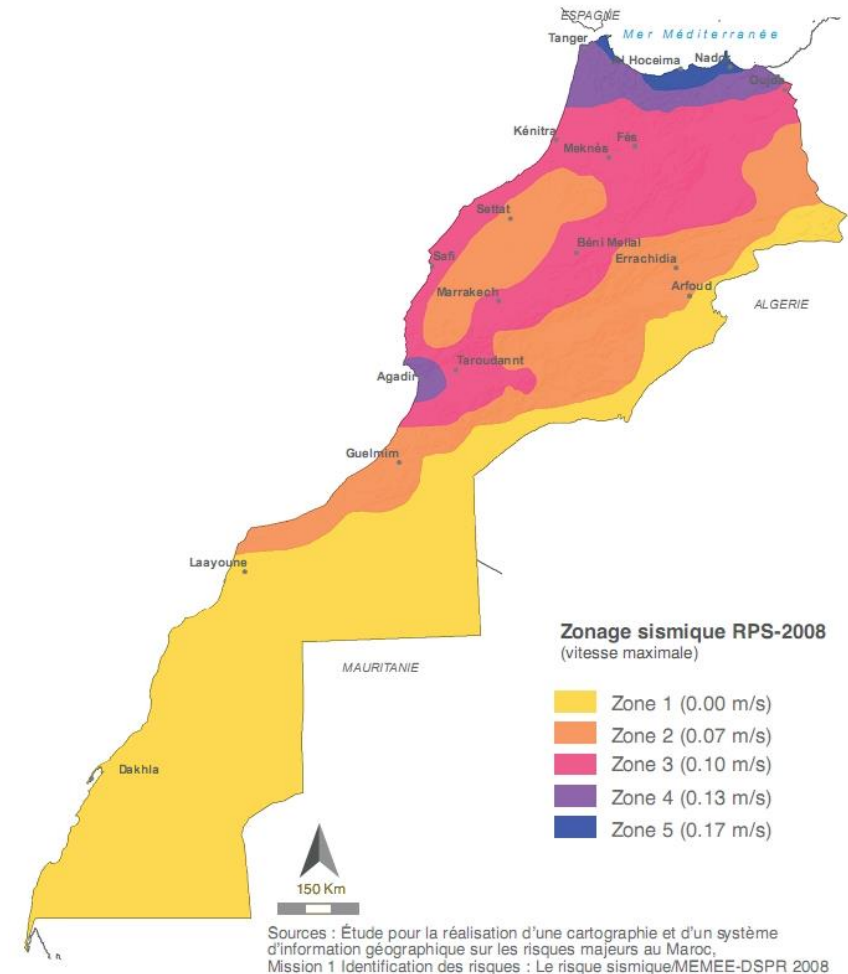 ESPAGNE
Mer Méditerranée
Tanger
l Hoceima
Nador
Oujda
Kénitra
Fès
Meknès
Settat
Béni Mellal
Safi
Errachidia
Marrakech
Arfoud
ALGERIE
Taroudannt
Agadir
Guelmim
Laayoune
Zonage sismique RPS-2008
(vitesse maximale)
MAURITANIE
Zone 1 (0.00 m/s)
Zone 2 (0.07 m/s)
Zone 3 (0.10 m/s)
Dakhla
Zone 4 (0.13 m/s)
Zone 5 (0.17 m/s)
150 Km
Sources : Étude pour la réalisation d'une cartographie et d'un système
d'information géographique sur les risques majeurs au Maroc,
Mission 1 Identification des risques : Le risque sismique/MEMEE-DSPR 2008